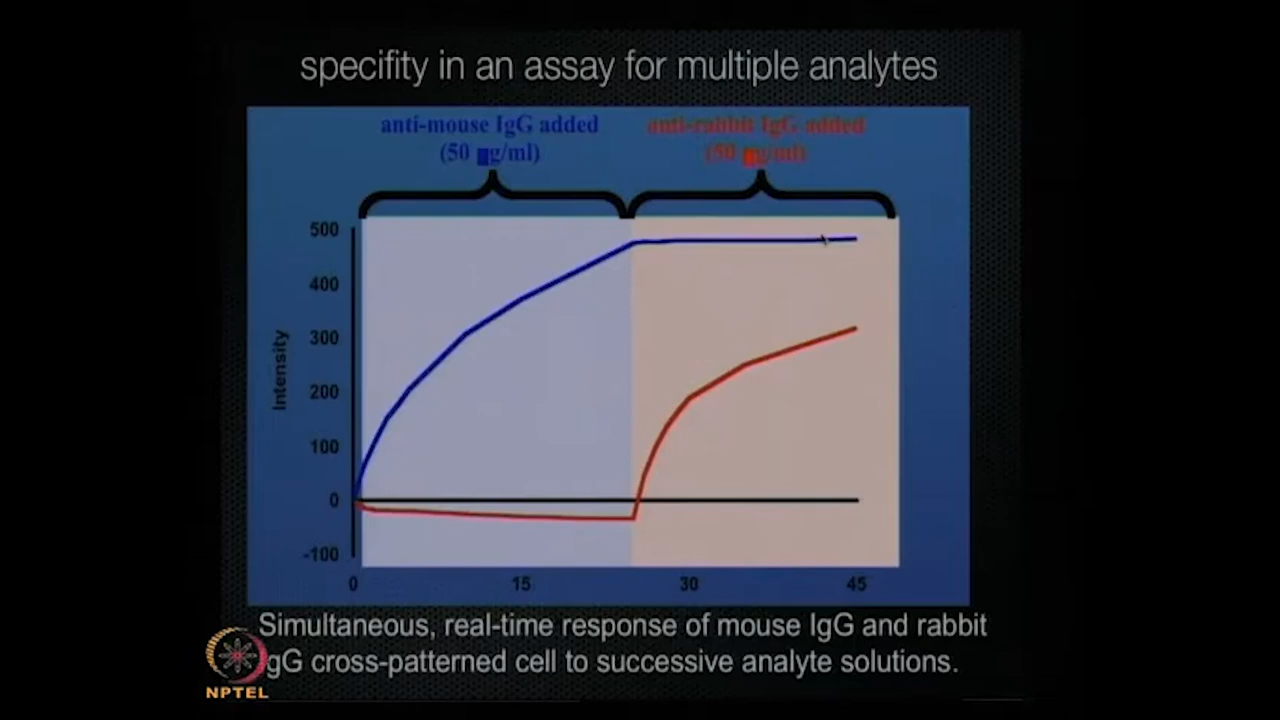 specifity in an assay for multiple analytes
anti-mouse IgG added
(50 g/ml)
anti-rabbit IgG added
(50 g/ml)
500
400
300
200
100
0
-100
Intensity
0 15 30 45
Simultaneous, real-time response of mouse IgG and rabbit
gG cross-patterned cell to successive analyte solutions.
NPTEL